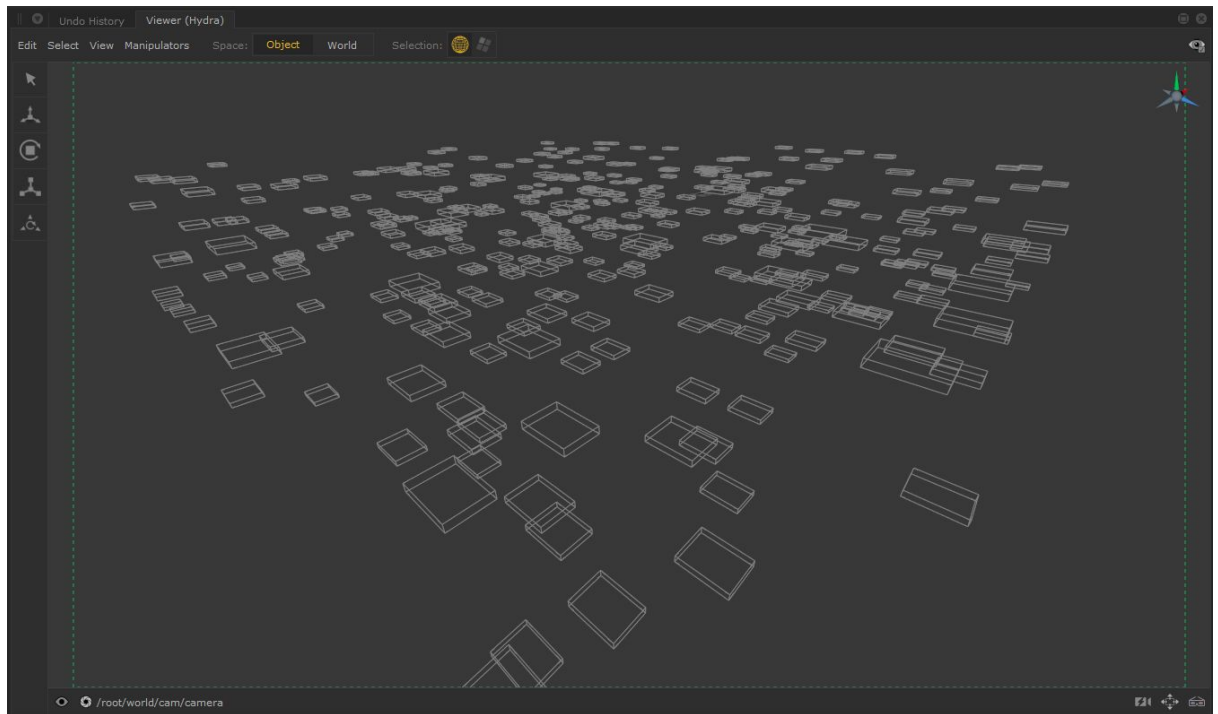 Undo History Viewer (Hydra)
Edit Select View Manipulators Space: Object World Selection:
/root/world/cam/camera